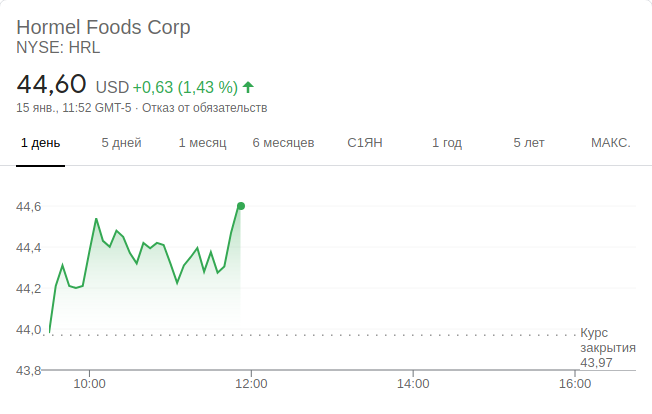 Hormel Foods Corp
NYSE: HRL
44,60 USD +0,63 (1,43 %)
15 янв., 11:52 GMT-5 · Отказ от обязательств
1 день 5 дней 1 месяц 6 месяцев С1ЯН 1 год 5 лет МАКС.
44,6
44,4
44,2
44,0
43,8
Курс
закрытия
43,97
10:00 12:00 14:00 16:00